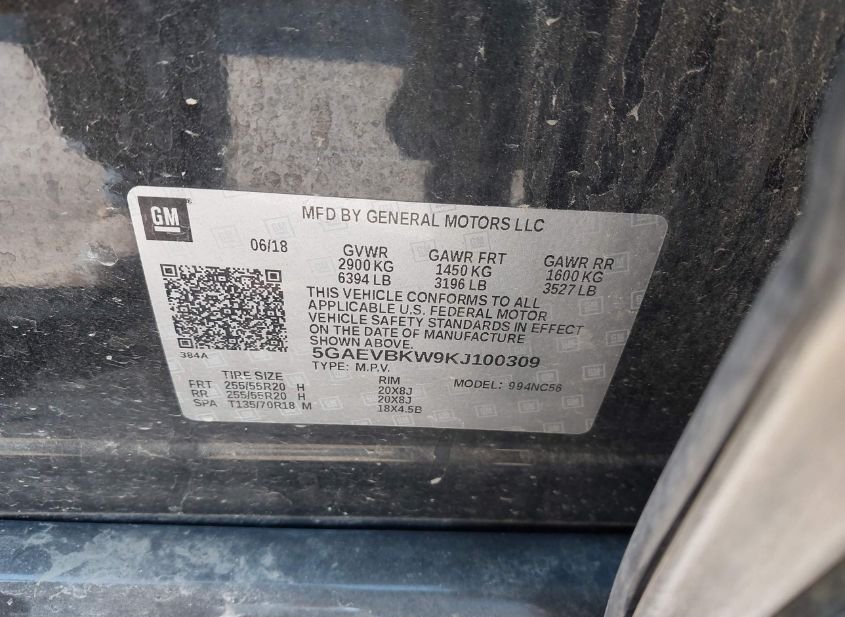 GM
MFD BY GENERAL MOTORS LLC
06/18 GVWR GAWR FRT GAWR RR
2900 KG 1450 KG 1600 KG
6394 LB 3196 LB 3527 LB
THIS VEHICLE CONFORMS TO ALL
APPLICABLE U.S. FEDERAL MOTOR
VEHICLE SAFETY STANDARDS IN EFFECT
ON THE DATE OF MANUFACTURE
SHOWN ABOVE.
384A
5GAEVBKW9KJ100309
TYPE: M.P.V. MODEL: 994NC56
TIRE SIZE RIM
FRT 255/55R20 H 20X8J
RR 255/55R20 H 20X8J
SPA T135/70R18 M 18X4.5B